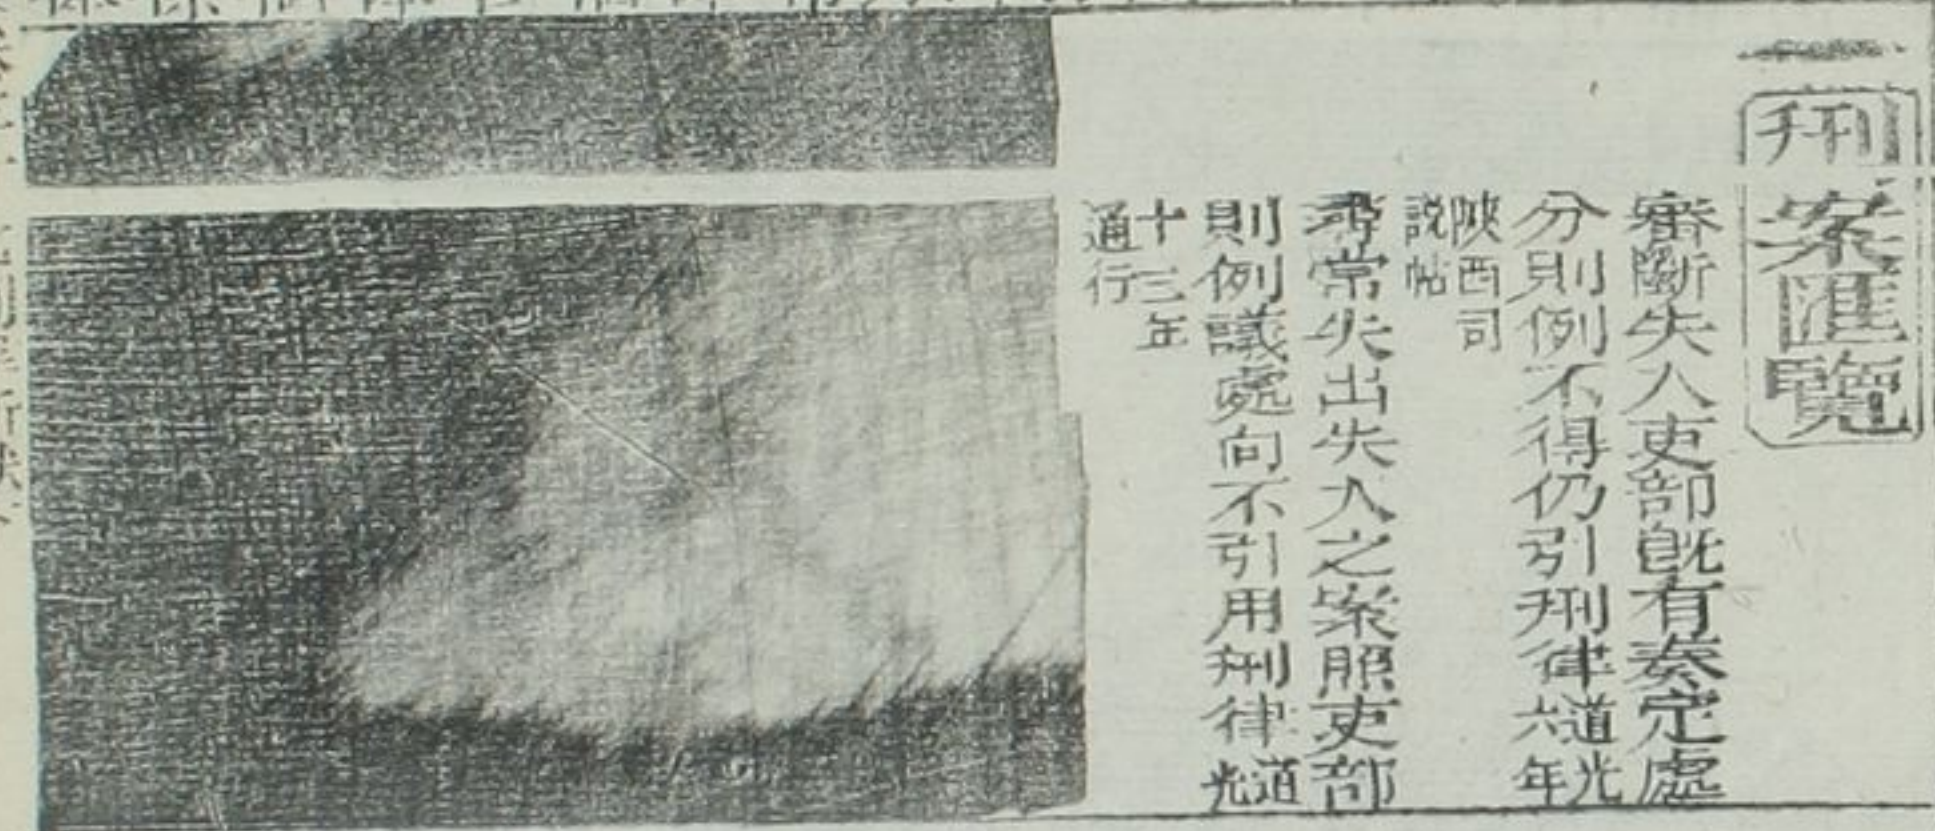 刑案匯覽
審斷失入吏部旣有奏定處
分則例不得仍引刑律道光六年
陝西司說帖
尋常失出失入之案照吏部
則例議處向不引用刑律道光
十三年通行